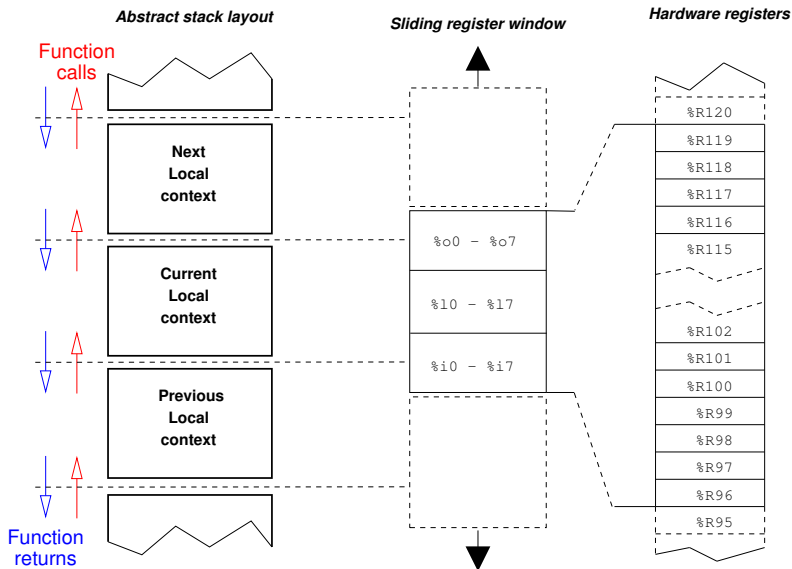 Abstract stack layout
Sliding register window
Hardware registers
Function
calls
Next
Local
context
Current
Local
context
Previous
Local
context
Function
returns
%o0 - %o7
%l0 - %l7
%i0 - %i7
%R120
%R119
%R118
%R117
%R116
%R115
%R102
%R101
%R100
%R99
%R98
%R97
%R96
%R95